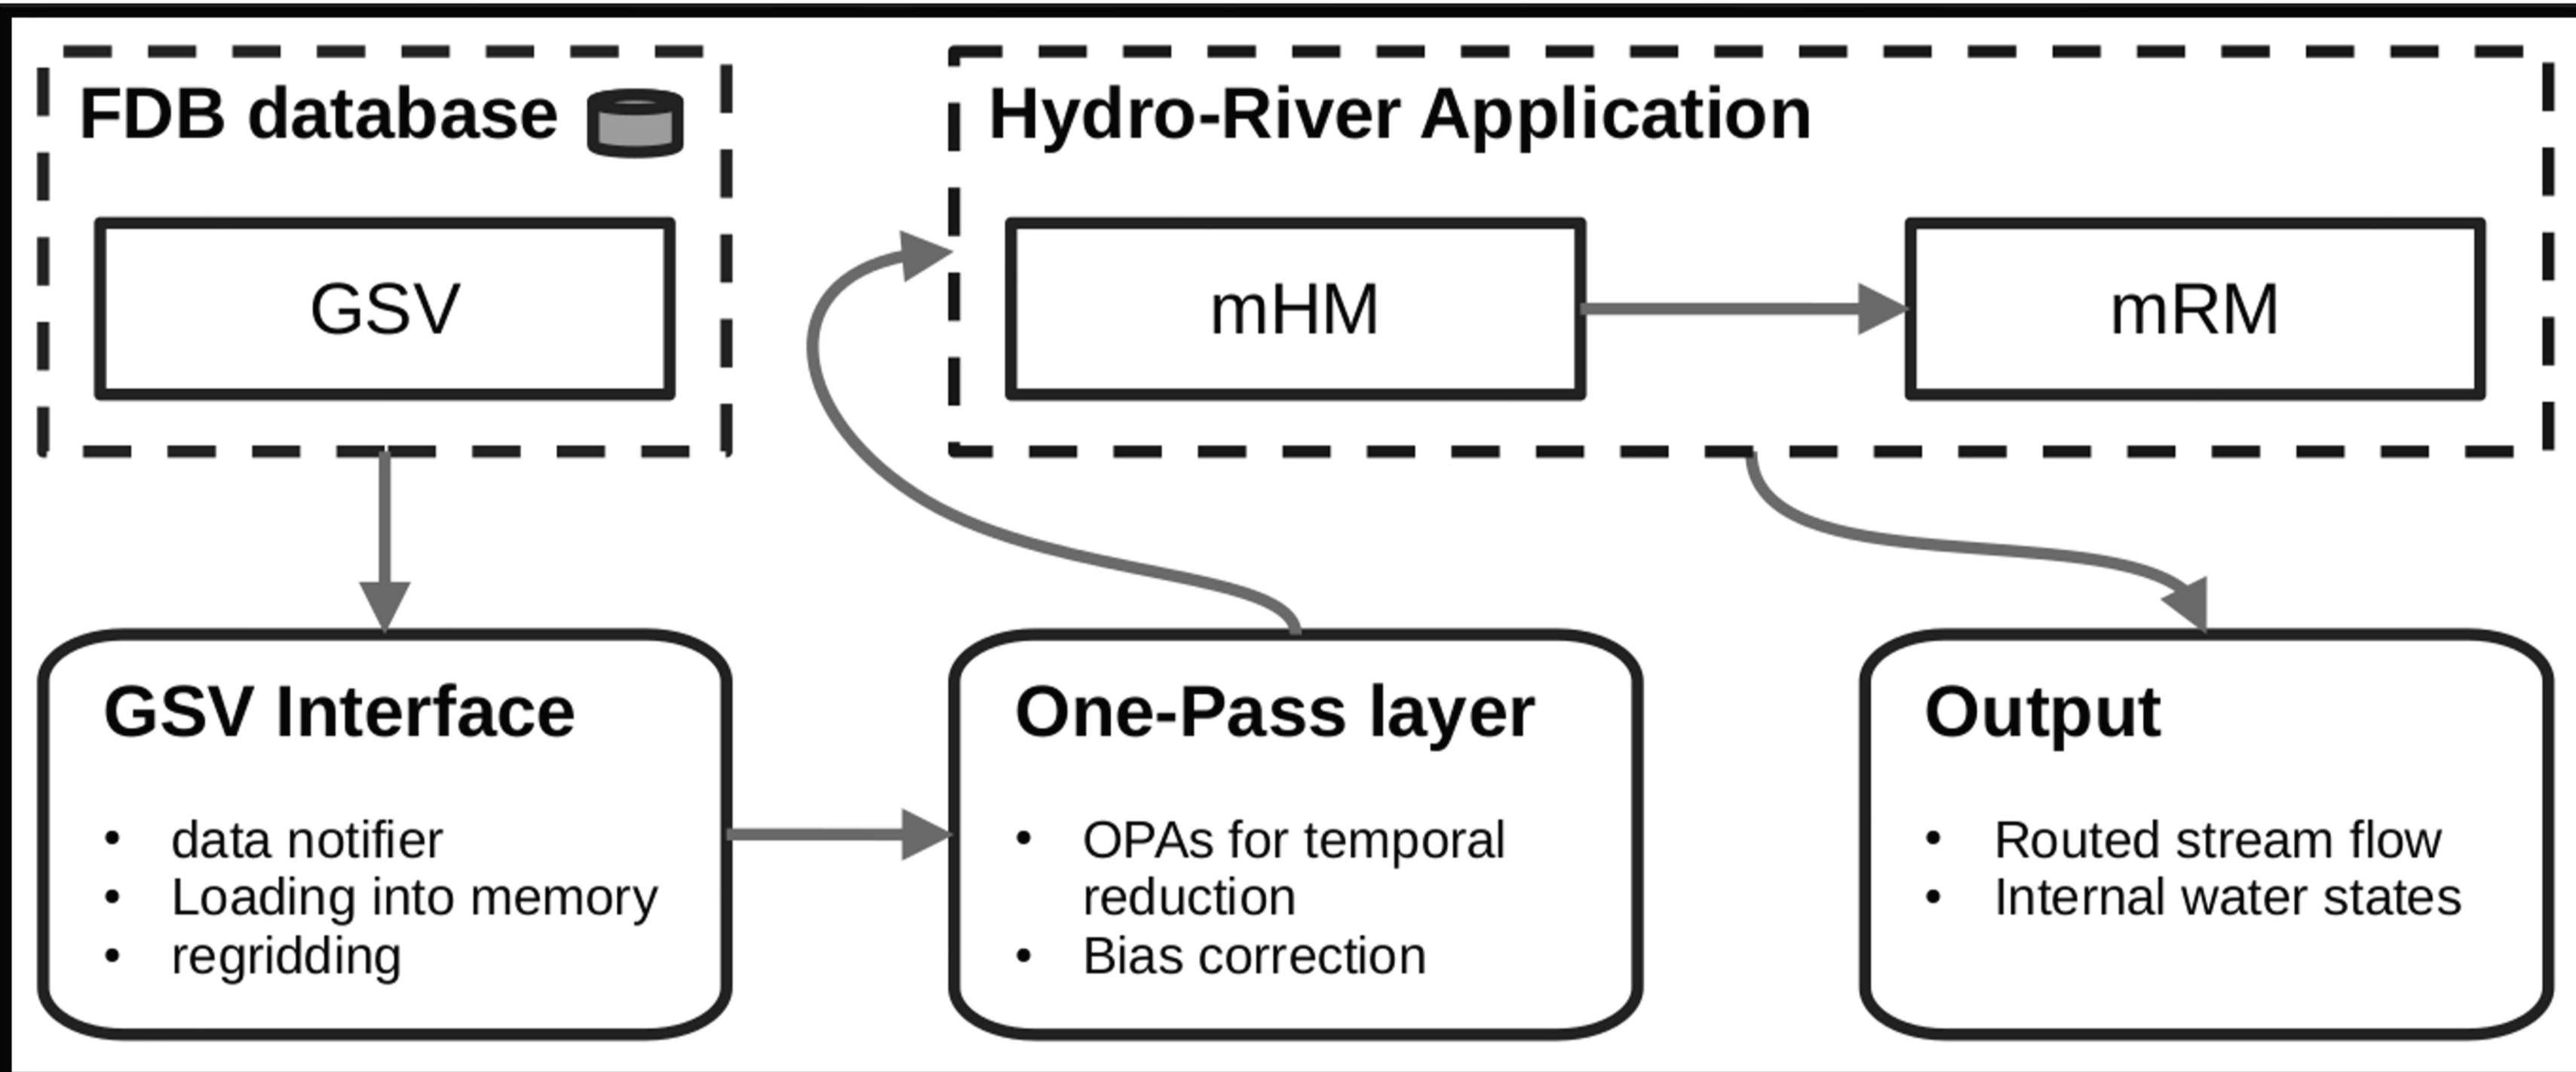 FDB database
GSV
Hydro-River Application
mHM
mRM
GSV Interface
• data notifier
• Loading into memory
• regridding
One-Pass layer
• OPAs for temporal
reduction
• Bias correction
Output
• Routed stream flow
• Internal water states